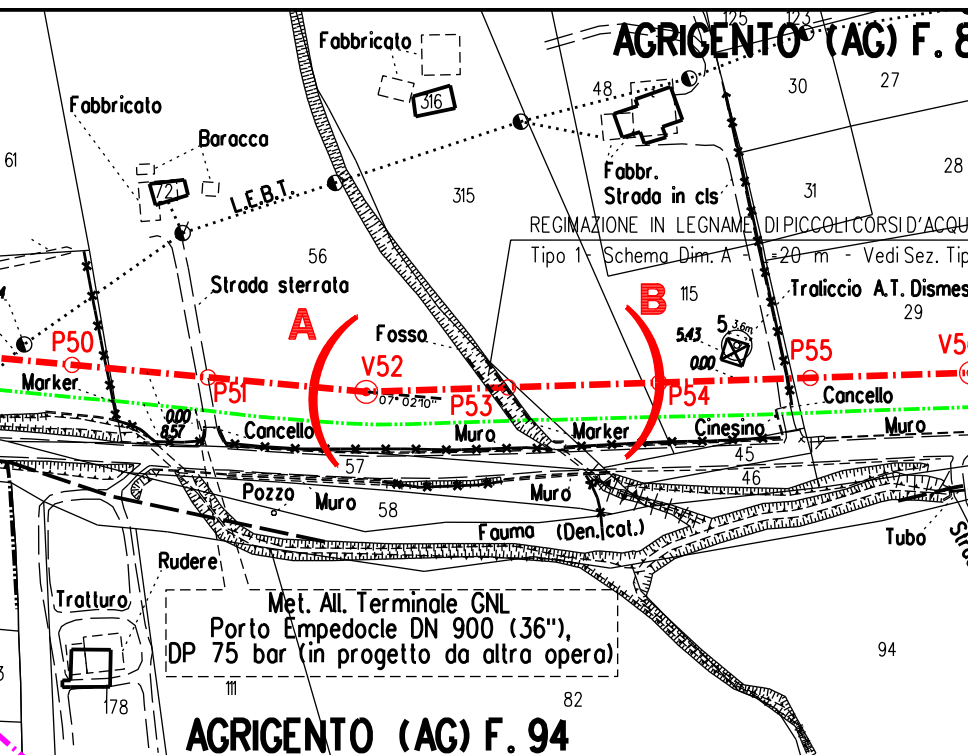 125
123
AGRIGENTO (AG) F. 8
Fabbricato
30
27
48
316
Fabbricato
Baracca
61
28
72
Fabbr.
Strada in cls
31
L.E.B.T.
315
REGIMAZIONE IN LEGNAME DI PICCOLI CORSI D'ACQU
56
Tipo 1- Schema Dim. A - =20 m - Vedi Sez. Tip
Strada sterrata
115
Traliccio A.T. Dismes
29
A
B
Fosso
5
3,6m
5.43
0.00
P50
V52
P55
Marker
P51
07° 02'10"
P53
P54
Cancello
0.00
8.57
Cancello
Muro
Marker
Cinesino
Muro
57
45
46
Pozzo
Muro
58
Muro
Fauma (Den.cat.)
Tubo
Rudere
Tratturo
Met. All. Terminale GNL
Porto Empedocle DN 900 (36"),
DP 75 bar (in progetto da altra opera)
94
111
82
178
AGRIGENTO (AG) F. 94